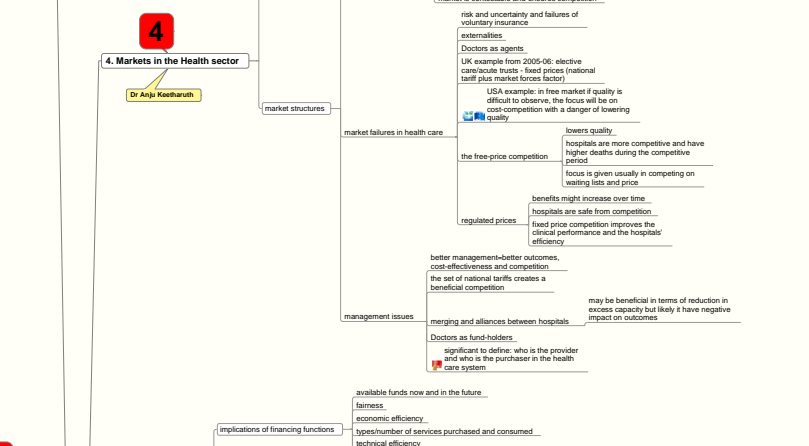 market is contestable and ensures competition
risk and uncertainty and failures of
voluntary insurance
externalities
Doctors as agents
UK example from 2005-06: elective
care/acute trusts - fixed prices (national
tariff plus market forces factor)
USA example: in free market if quality is
difficult to observe, the focus will be on
cost-competition with a danger of lowering
quality
4
4. Markets in the Health sector
Dr Anju Keetharuth
market structures
market failures in health care
the free-price competition
lowers quality
hospitals are more competitive and have
higher deaths during the competitive
period
focus is given usually in competing on
waiting lists and price
regulated prices
benefits might increase over time
hospitals are safe from competition
fixed price competition improves the
clinical performance and the hospitals'
efficiency
management issues
better management=better outcomes,
cost-effectiveness and competition
the set of national tariffs creates a
beneficial competition
merging and alliances between hospitals
may be beneficial in terms of reduction in
excess capacity but likely it have negative
impact on outcomes
Doctors as fund-holders
significant to define: who is the provider
and who is the purchaser in the health
care system
implications of financing functions
available funds now and in the future
fairness
economic efficiency
types/number of services purchased and consumed
technical efficiency